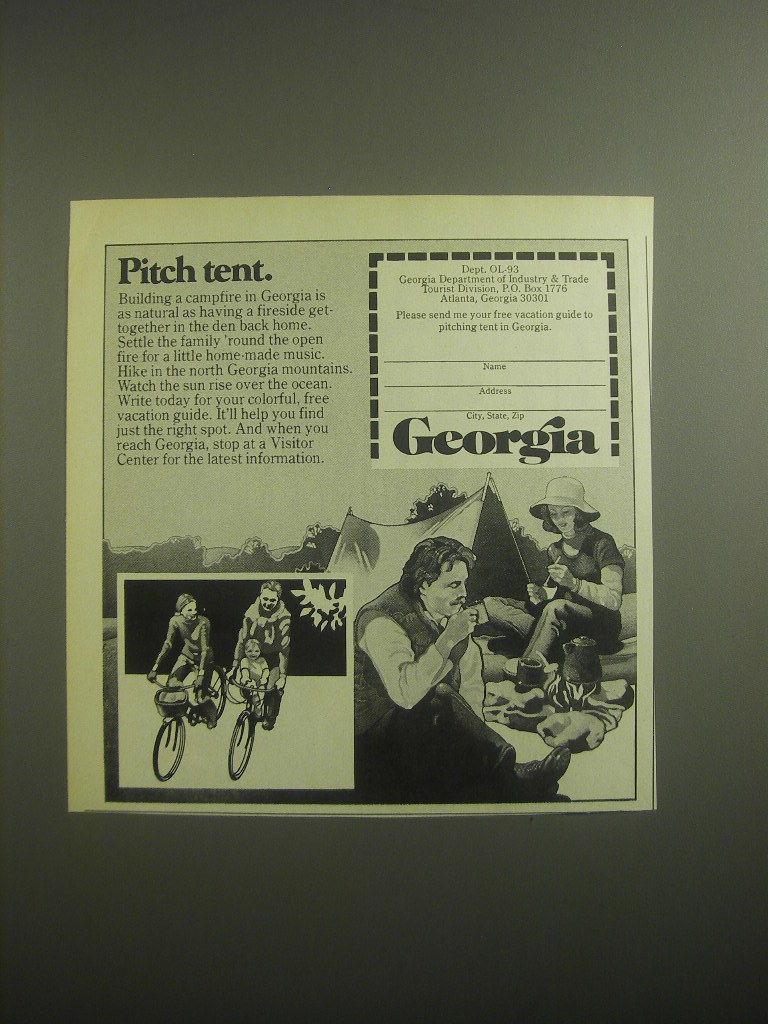 Pitch tent.
Building a campfire in Georgia is
as natural as having a fireside get-
together in the den back home.
Settle the family 'round the open
fire for a little home-made music.
Hike in the north Georgia mountains.
Watch the sun rise over the ocean.
Write today for your colorful, free
vacation guide. It'll help you find
just the right spot. And when you
reach Georgia, stop at a Visitor
Center for the latest information.
Dept. OL-93
Georgia Department of Industry & Trade
Tourist Division, P.O. Box 1776
Atlanta, Georgia 30301
Please send me your free vacation guide to
pitching tent in Georgia.
Name
Address
City, State, Zip
Georgia